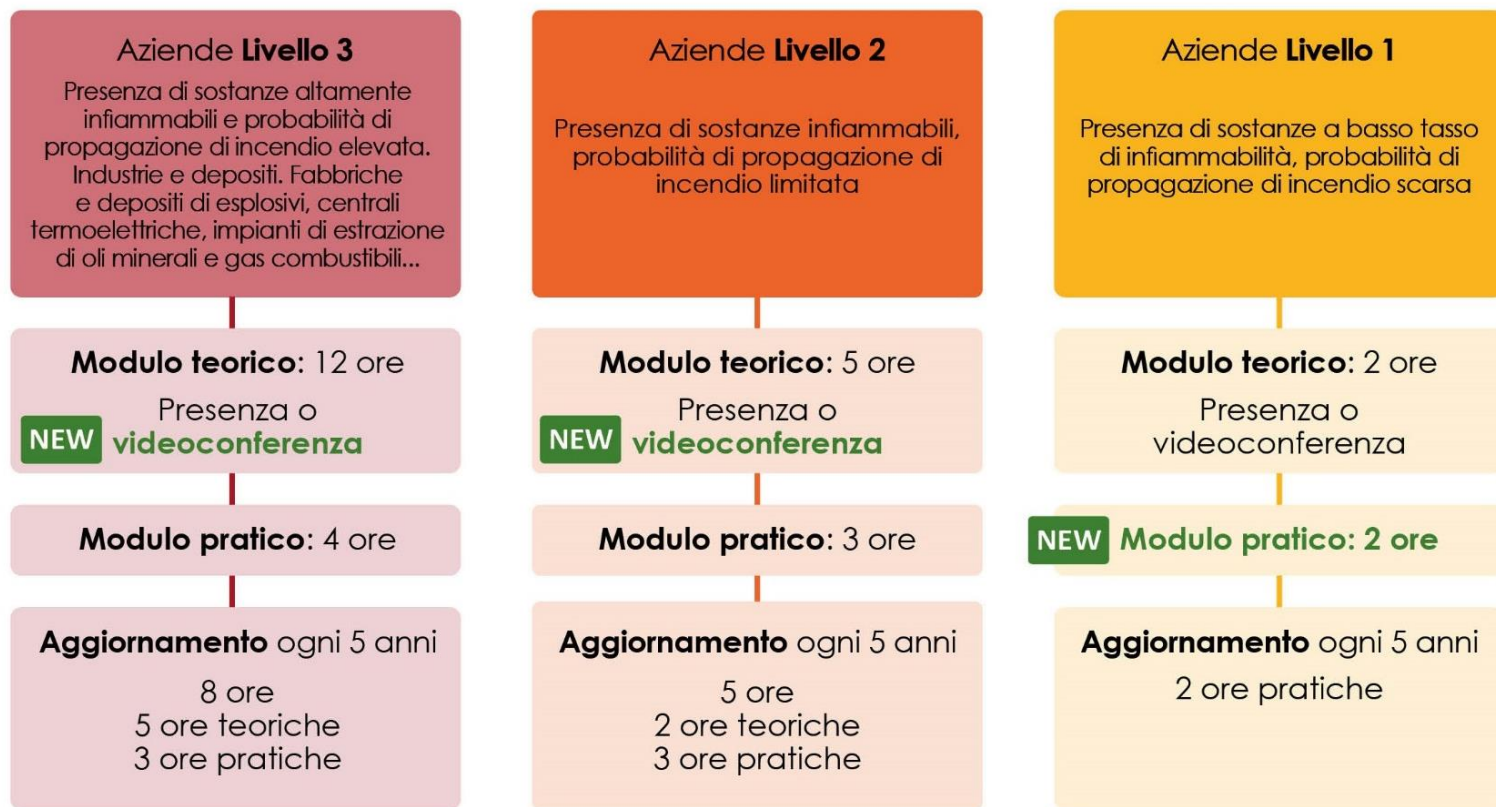 Aziende Livello 3
Presenza di sostanze altamente
infiammabili e probabilità di
propagazione di incendio elevata.
Industrie e depositi. Fabbriche
e depositi di esplosivi, centrali
termoelettriche, impianti di estrazione
di oli minerali e gas combustibili...
Modulo teorico: 12 ore
Presenza o
NEW videoconferenza
Modulo pratico: 4 ore
Aggiornamento ogni 5 anni
8 ore
5 ore teoriche
3 ore pratiche
Aziende Livello 2
Presenza di sostanze infiammabili,
probabilità di propagazione di
incendio limitata
Modulo teorico: 5 ore
Presenza o
NEW videoconferenza
Modulo pratico: 3 ore
Aggiornamento ogni 5 anni
5 ore
2 ore teoriche
3 ore pratiche
Aziende Livello 1
Presenza di sostanze a basso tasso
di infiammabilità, probabilità di
propagazione di incendio scarsa
Modulo teorico: 2 ore
Presenza o
videoconferenza
NEW Modulo pratico: 2 ore
Aggiornamento ogni 5 anni
2 ore pratiche